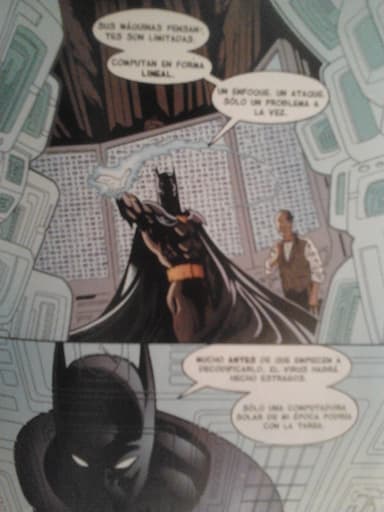 SUS MÁQUINAS PENSAN-
TES SON LIMITADAS.
COMPUTAN EN FORMA
LINEAL.
UN ENFOQUE. UN ATAQUE.
SÓLO UN PROBLEMA A
LA VEZ.
MUCHO ANTES DE QUE EMPIECEN A
DECODIFICARLO, EL VIRUS HABRÁ
HECHO ESTRAGOS.
SÓLO UNA COMPUTADORA
SOLAR DE MI ÉPOCA PODRÍA
CON LA TAREA.